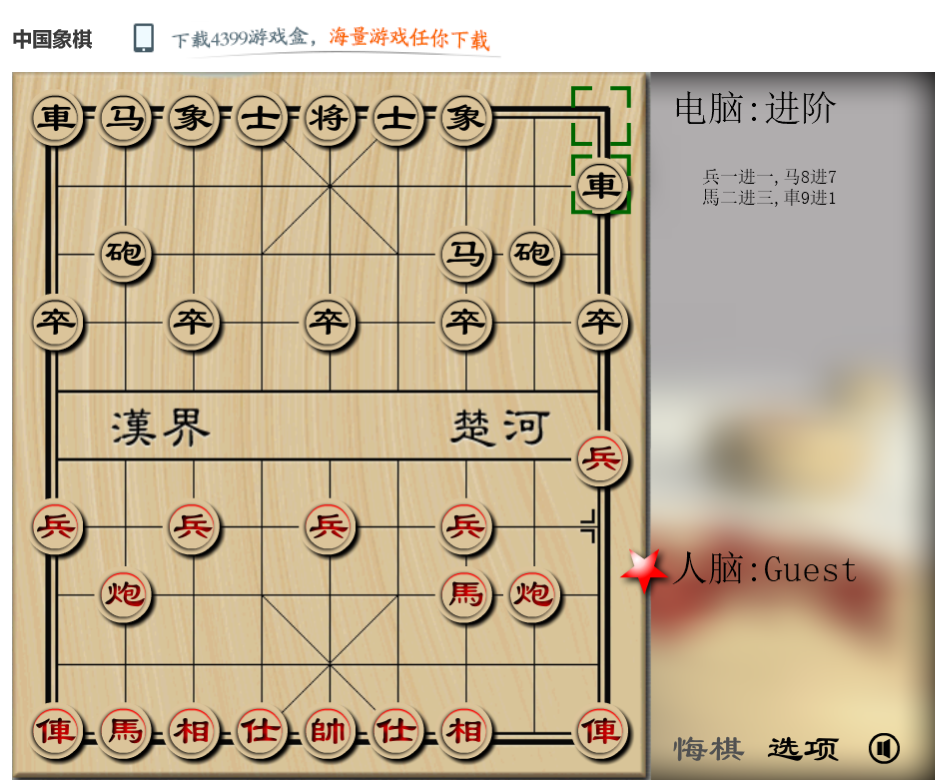 中国象棋 下载4399游戏盒，海量游戏任你下载
電脑:进阶
兵一进一,马8进7
馬二进三,車9进1
車 马 象 士 将 士 象
車
砲 马 砲
卒 卒 卒 卒 卒
漢界 楚河
兵
兵 兵 兵 兵
炮 馬 炮
人脑:Guest
俥 馬 相 仕 帥 仕 相 俥
悔棋 选项